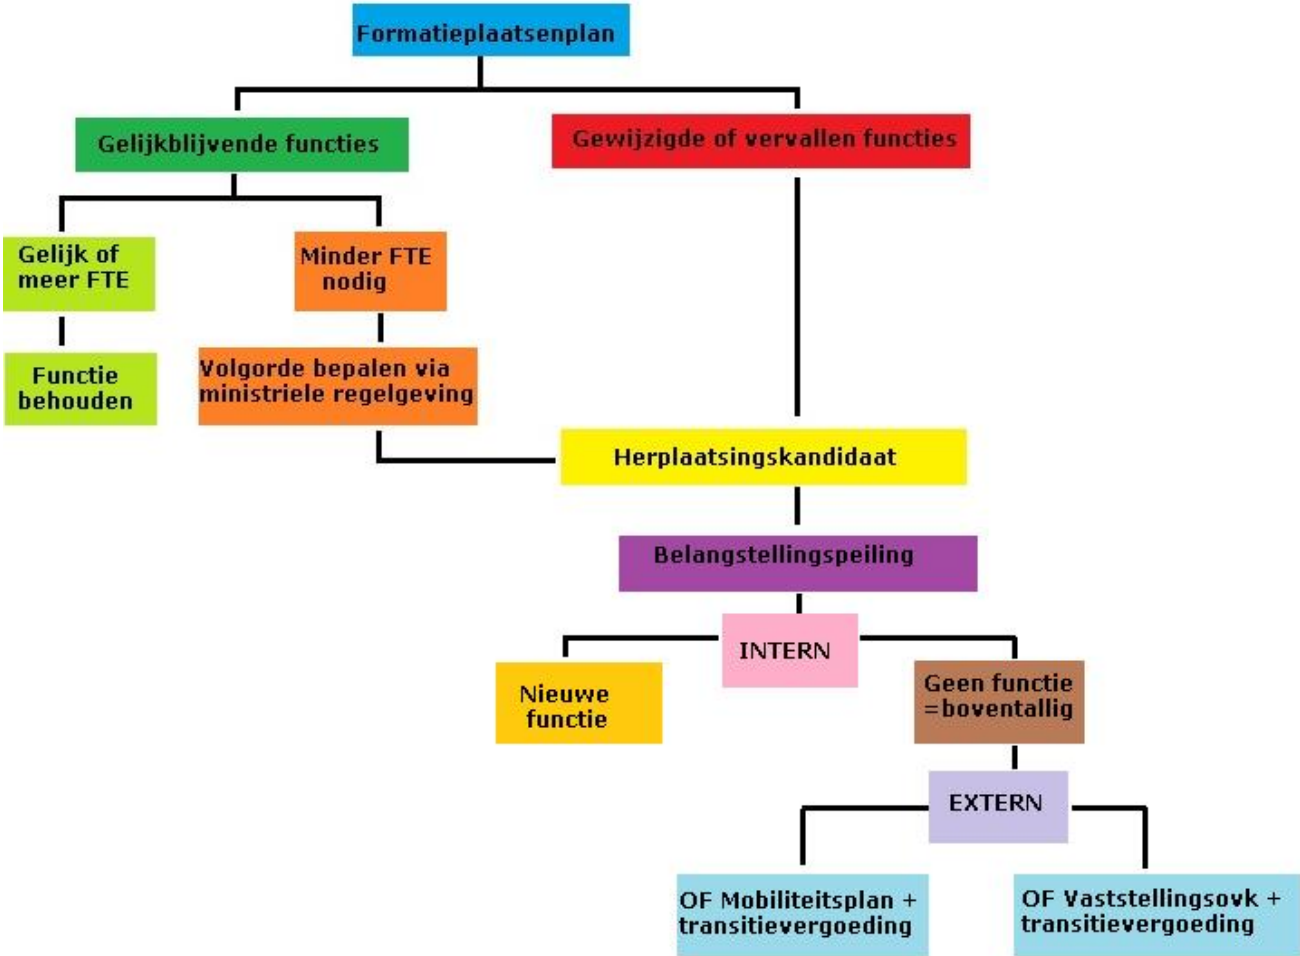 Formatieplaatsenplan
Gelijkblijvende functies
Gewijzigde of vervallen functies
Gelijk of
meer FTE
Minder FTE
nodig
Functie
behouden
Volgorde bepalen via
ministriele regelgeving
Herplaatsingskandidaat
Belangstellingspeiling
INTERN
Nieuwe
functie
Geen functie
=boventallig
EXTERN
OF Mobiliteitsplan +
transitievergoeding
OF Vaststellingsovk +
transitievergoeding